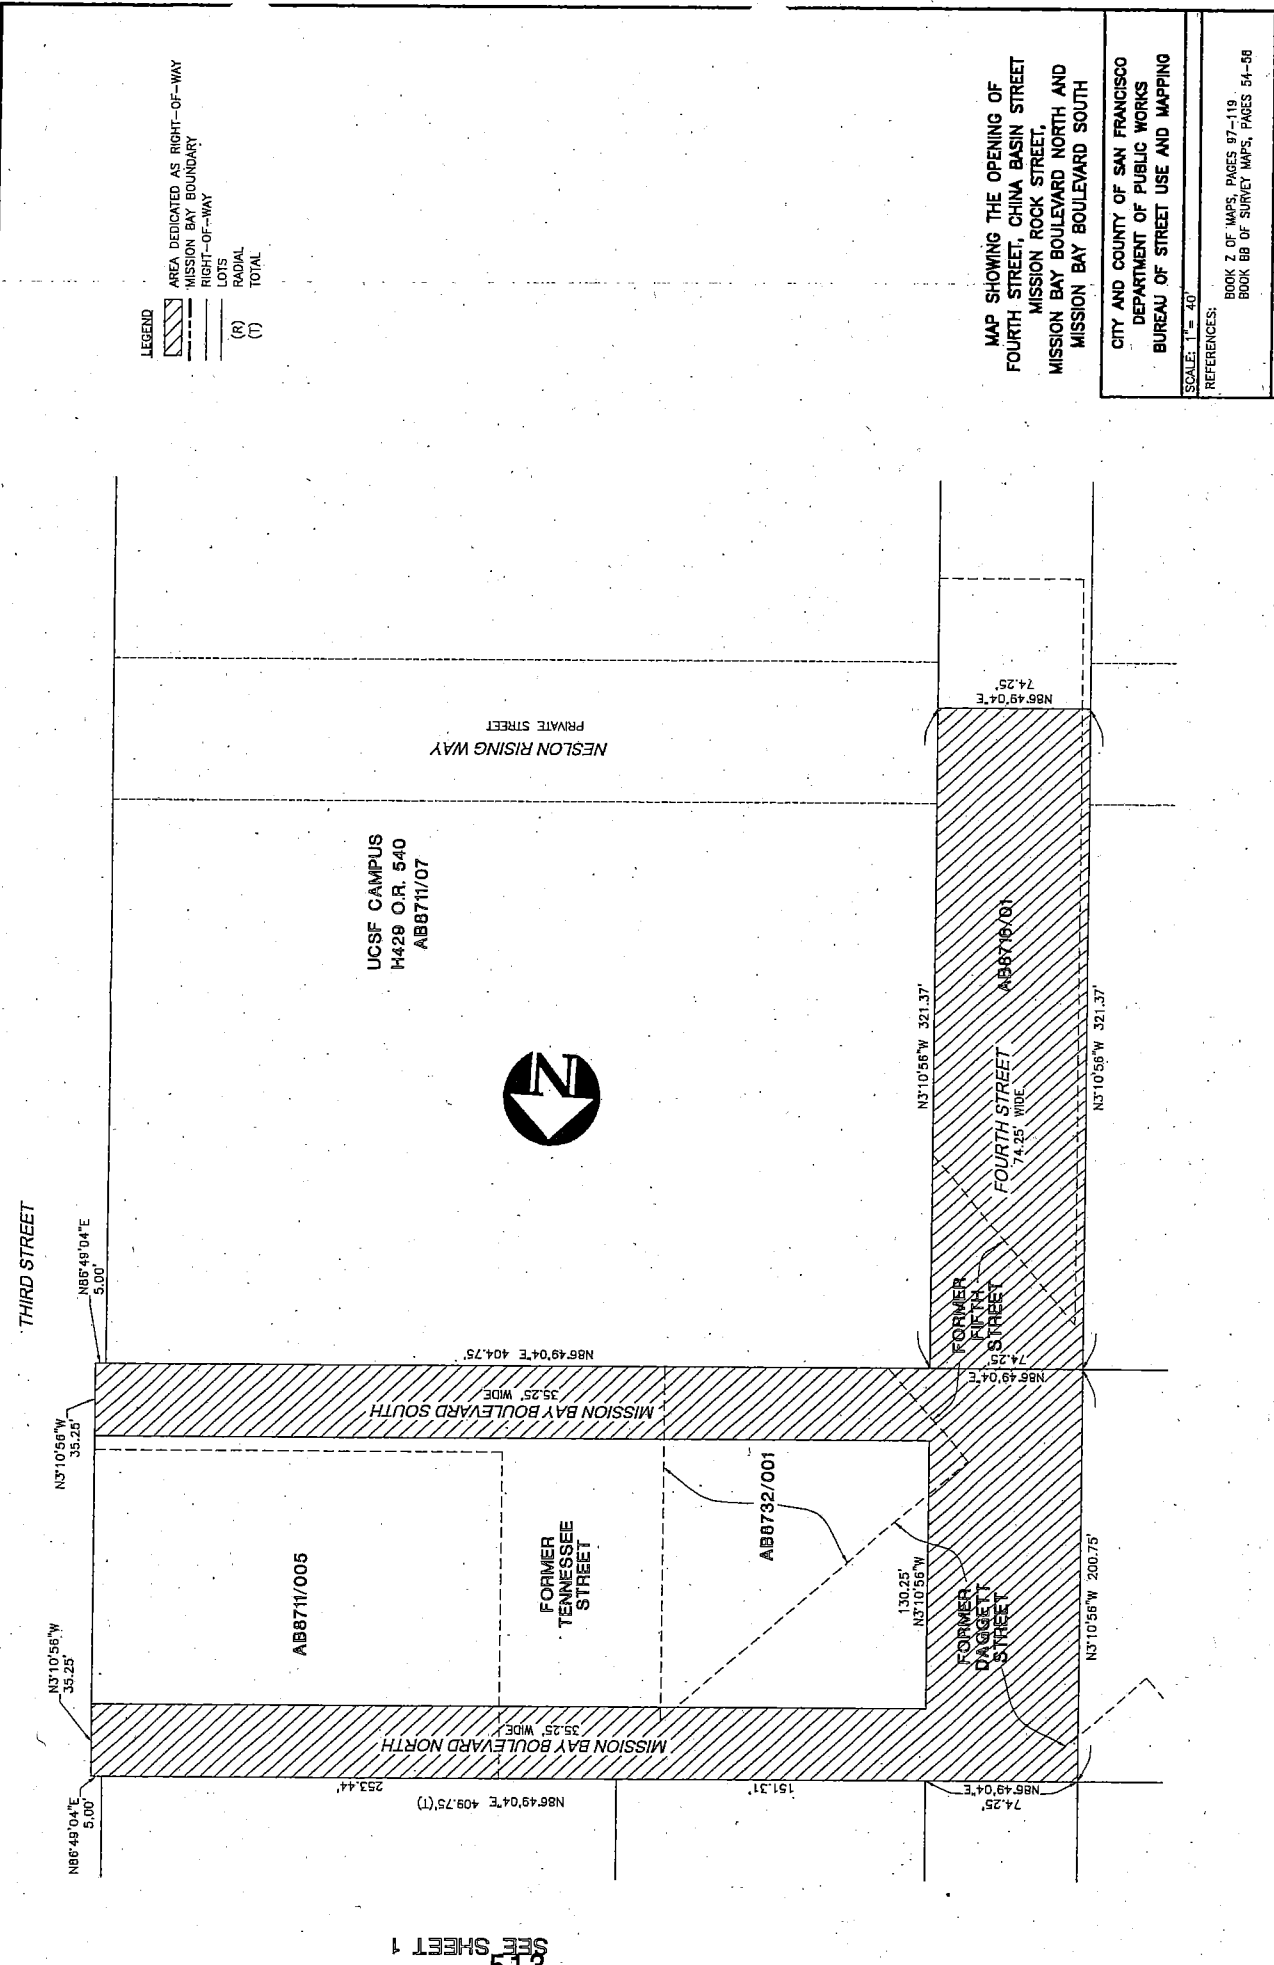 LEGEND
AREA DEDICATED AS RIGHT-OF-WAY
MISSION BAY BOUNDARY
RIGHT-OF-WAY
LOTS
(R) RADIAL
(T) TOTAL
MAP SHOWING THE OPENING OF
FOURTH STREET, CHINA BASIN STREET
MISSION ROCK STREET,
MISSION BAY BOULEVARD NORTH AND
MISSION BAY BOULEVARD SOUTH
CITY AND COUNTY OF SAN FRANCISCO
DEPARTMENT OF PUBLIC WORKS
BUREAU OF STREET USE AND MAPPING
SCALE: 1"= 40'
REFERENCES:
BOOK Z OF MAPS, PAGES 97-119
BOOK BB OF SURVEY MAPS, PAGES 54-58
THIRD STREET
N86°49'04"E
5.00'
N3°10'56"W
35.25'
N3°10'56"W
35.25'
N86°49'04"E
5.00'
NESLON RISING WAY
PRIVATE STREET
UCSF CAMPUS
H429 O.R. 540
AB8711/07
N
N86°49'04"E 404.75'
MISSION BAY BOULEVARD SOUTH
35.25' WIDE
AB8711/005
FORMER
TENNESSEE
STREET
AB8732/001
130.25'
N3°10'56"W
MISSION BAY BOULEVARD NORTH
35.25' WIDE
253.44'
N86°49'04"E 409.75'(T)
151.31'
N86°49'04"E
74.25'
N86°49'04"E
74.25'
N3°10'56"W 321.37'
AB8718/01
FOURTH STREET
74.25' WIDE
N3°10'56"W 321.37'
FORMER
FIFTH
STREET
74.25'
N86°49'04"E
FORMER
DAGGETT
STREET
N3°10'56"W 200.75'
SEE SHEET 1
513